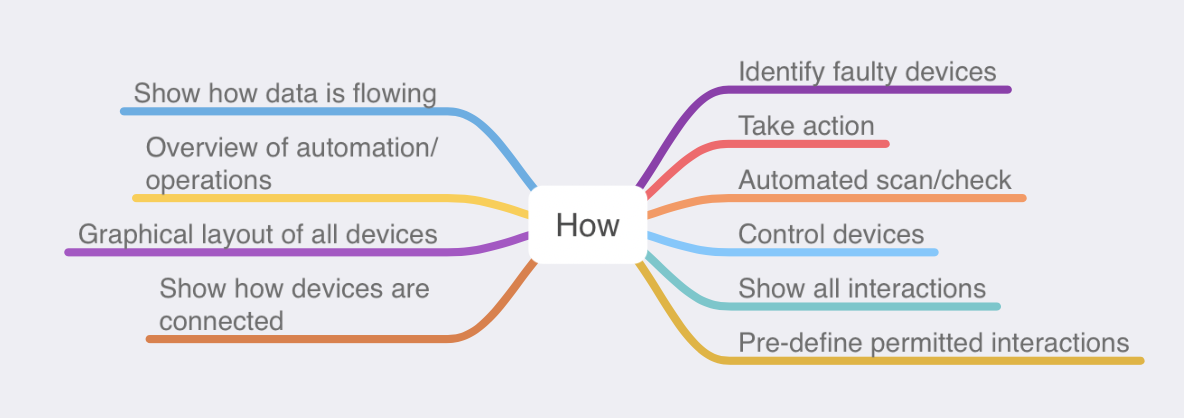 Show how data is flowing
Overview of automation/
operations
Graphical layout of all devices
Show how devices are
connected
How
Identify faulty devices
Take action
Automated scan/check
Control devices
Show all interactions
Pre-define permitted interactions